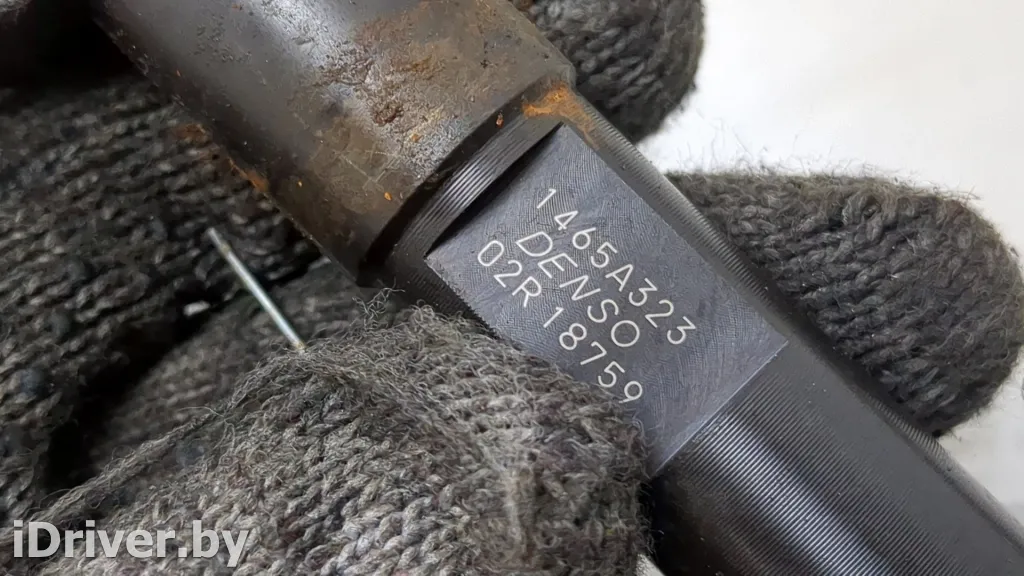 1465A323
DENSO
02R 18759
iDriver.by